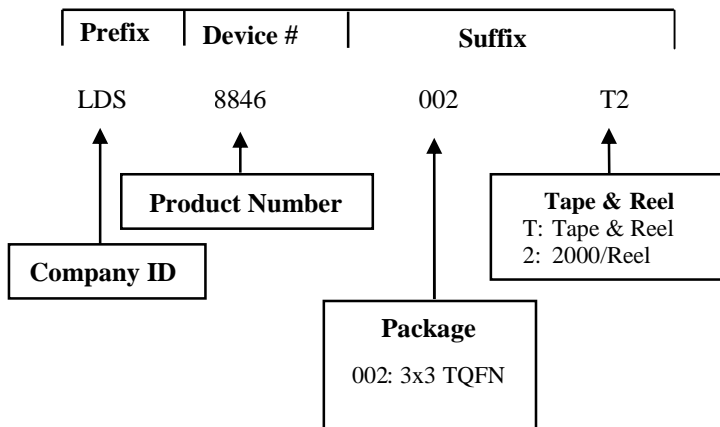 Prefix Device # Suffix
LDS 8846 002 T2
Product Number
Tape & Reel
T: Tape & Reel
2: 2000/Reel
Company ID
Package
002: 3x3 TQFN